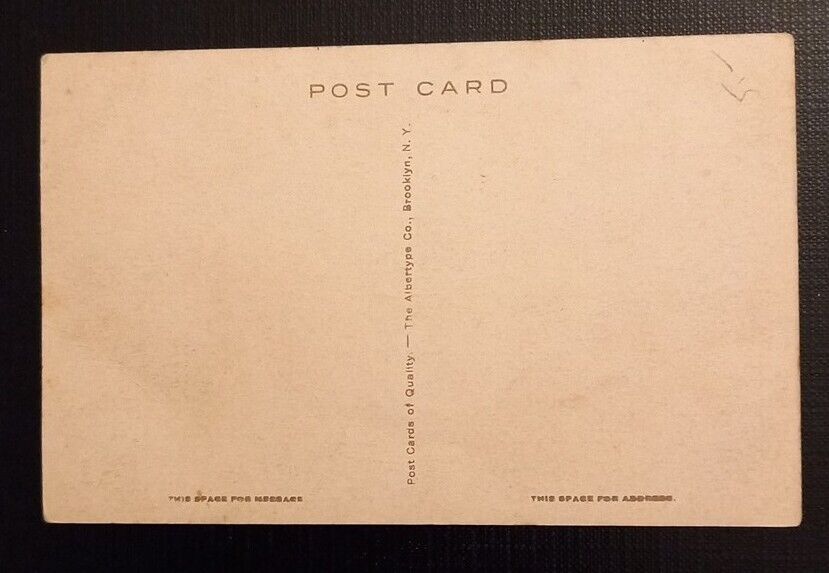 POST CARD
Post Cards of Quality. — The Albertype Co., Brooklyn, N. Y.
THIS SPACE FOR MESSAGE
THIS SPACE FOR ADDRESS.